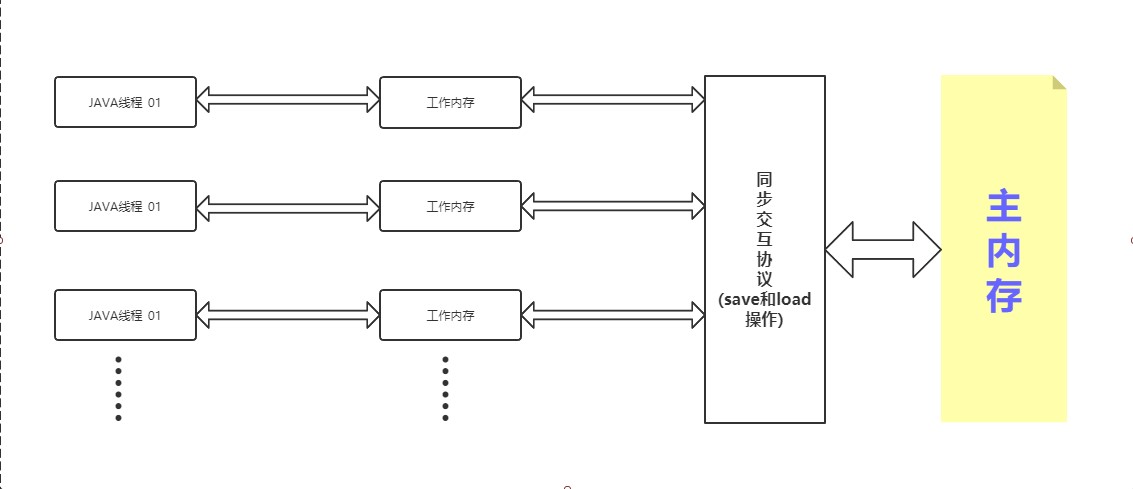 JAVA线程 01
工作内存
JAVA线程 01
工作内存
JAVA线程 01
工作内存
同
步
交
互
协
议
(save和load
操作)
主
内
存